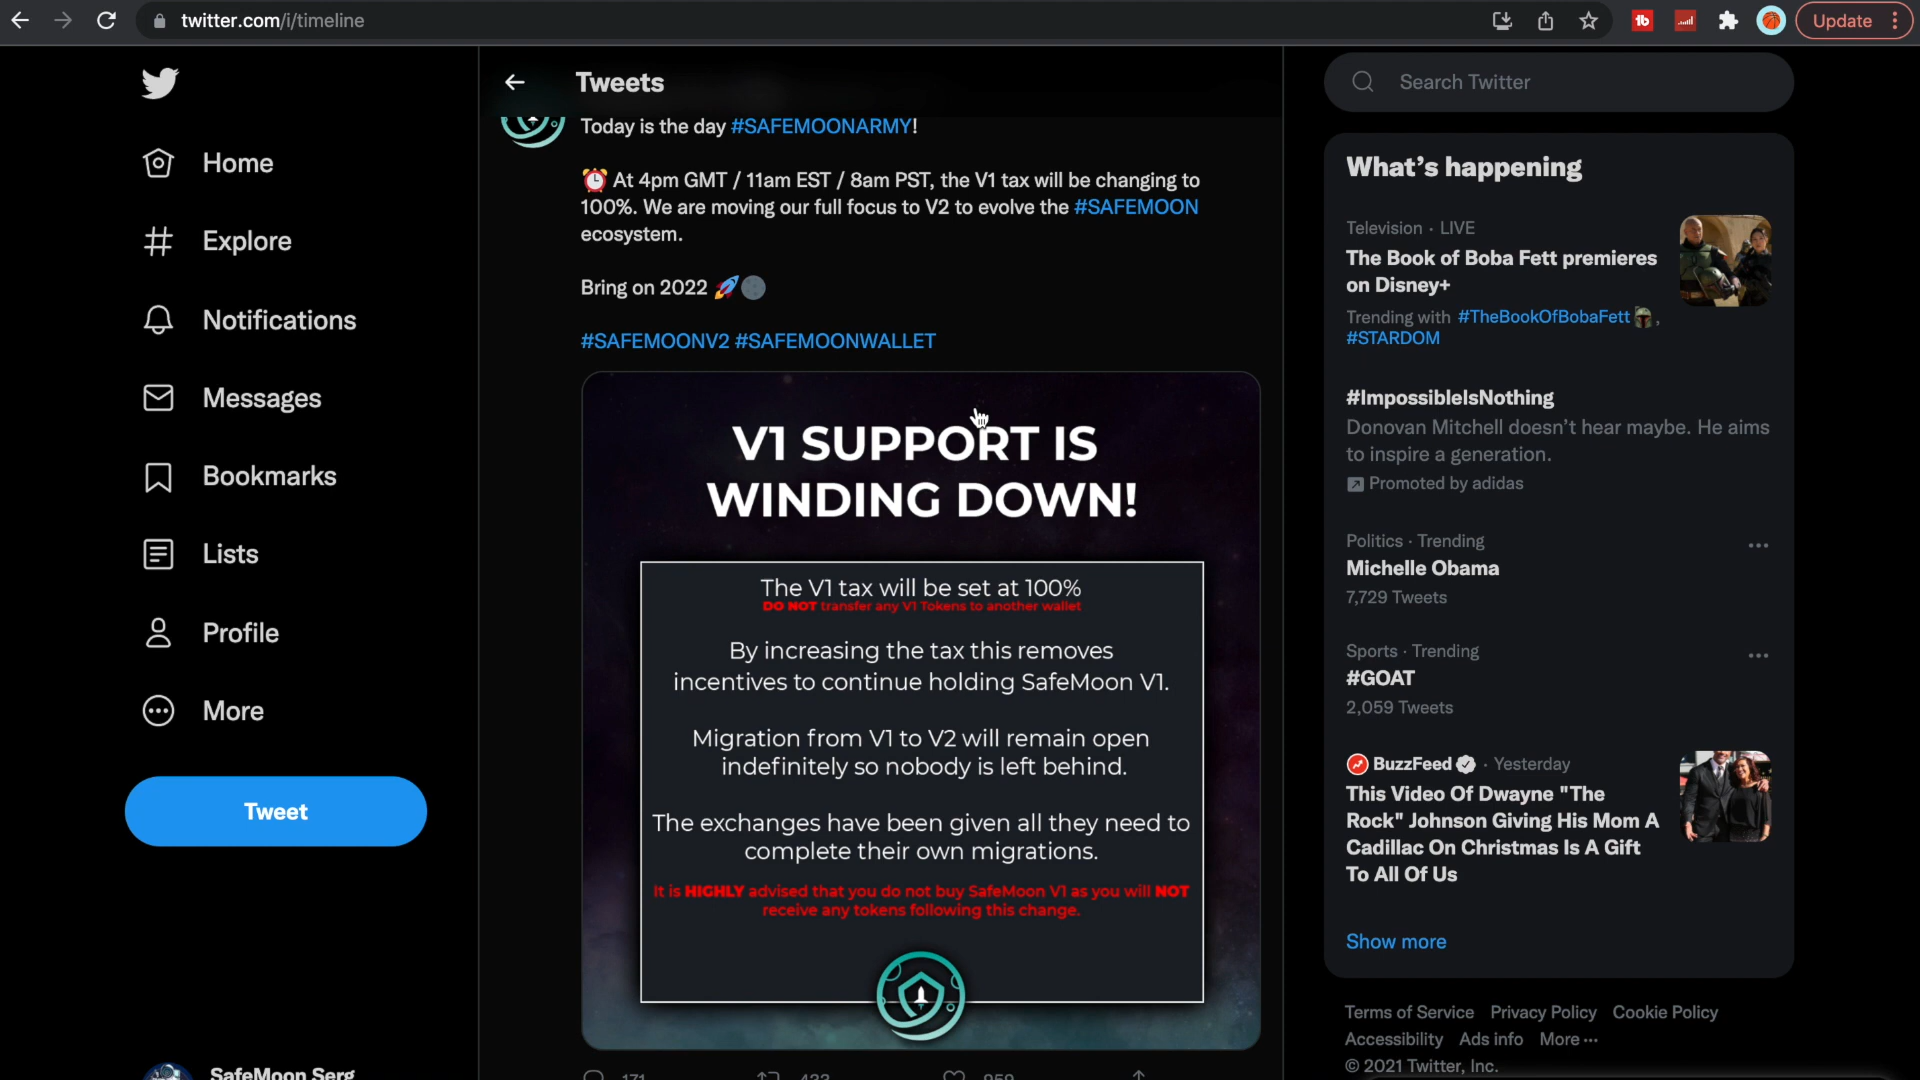 twitter.com/i/timeline
Update
Home
Explore
Notifications
Messages
Bookmarks
Lists
Profile
More
Tweet
SafeMoon Serg
Tweets
Today is the day #SAFEMOONARMY!
At 4pm GMT / 11am EST / 8am PST, the V1 tax will be changing to
100%. We are moving our full focus to V2 to evolve the #SAFEMOON
ecosystem.
Bring on 2022
#SAFEMOONV2 #SAFEMOONWALLET
V1 SUPPORT IS
WINDING DOWN!
The V1 tax will be set at 100%
DO NOT transfer any V1 Tokens to another wallet
By increasing the tax this removes
incentives to continue holding SafeMoon V1.
Migration from V1 to V2 will remain open
indefinitely so nobody is left behind.
The exchanges have been given all they need to
complete their own migrations.
It is HIGHLY advised that you do not buy SafeMoon V1 as you will NOT
receive any tokens following this change.
171 433 959
Search Twitter
What's happening
Television · LIVE
The Book of Boba Fett premieres
on Disney+
Trending with #TheBookOfBobaFett,
#STARDOM
#ImpossibleIsNothing
Donovan Mitchell doesn't hear maybe. He aims
to inspire a generation.
Promoted by adidas
Politics · Trending
Michelle Obama
7,729 Tweets
Sports · Trending
#GOAT
2,059 Tweets
BuzzFeed · Yesterday
This Video Of Dwayne "The
Rock" Johnson Giving His Mom A
Cadillac On Christmas Is A Gift
To All Of Us
Show more
Terms of Service Privacy Policy Cookie Policy
Accessibility Ads info More ···
© 2021 Twitter, Inc.